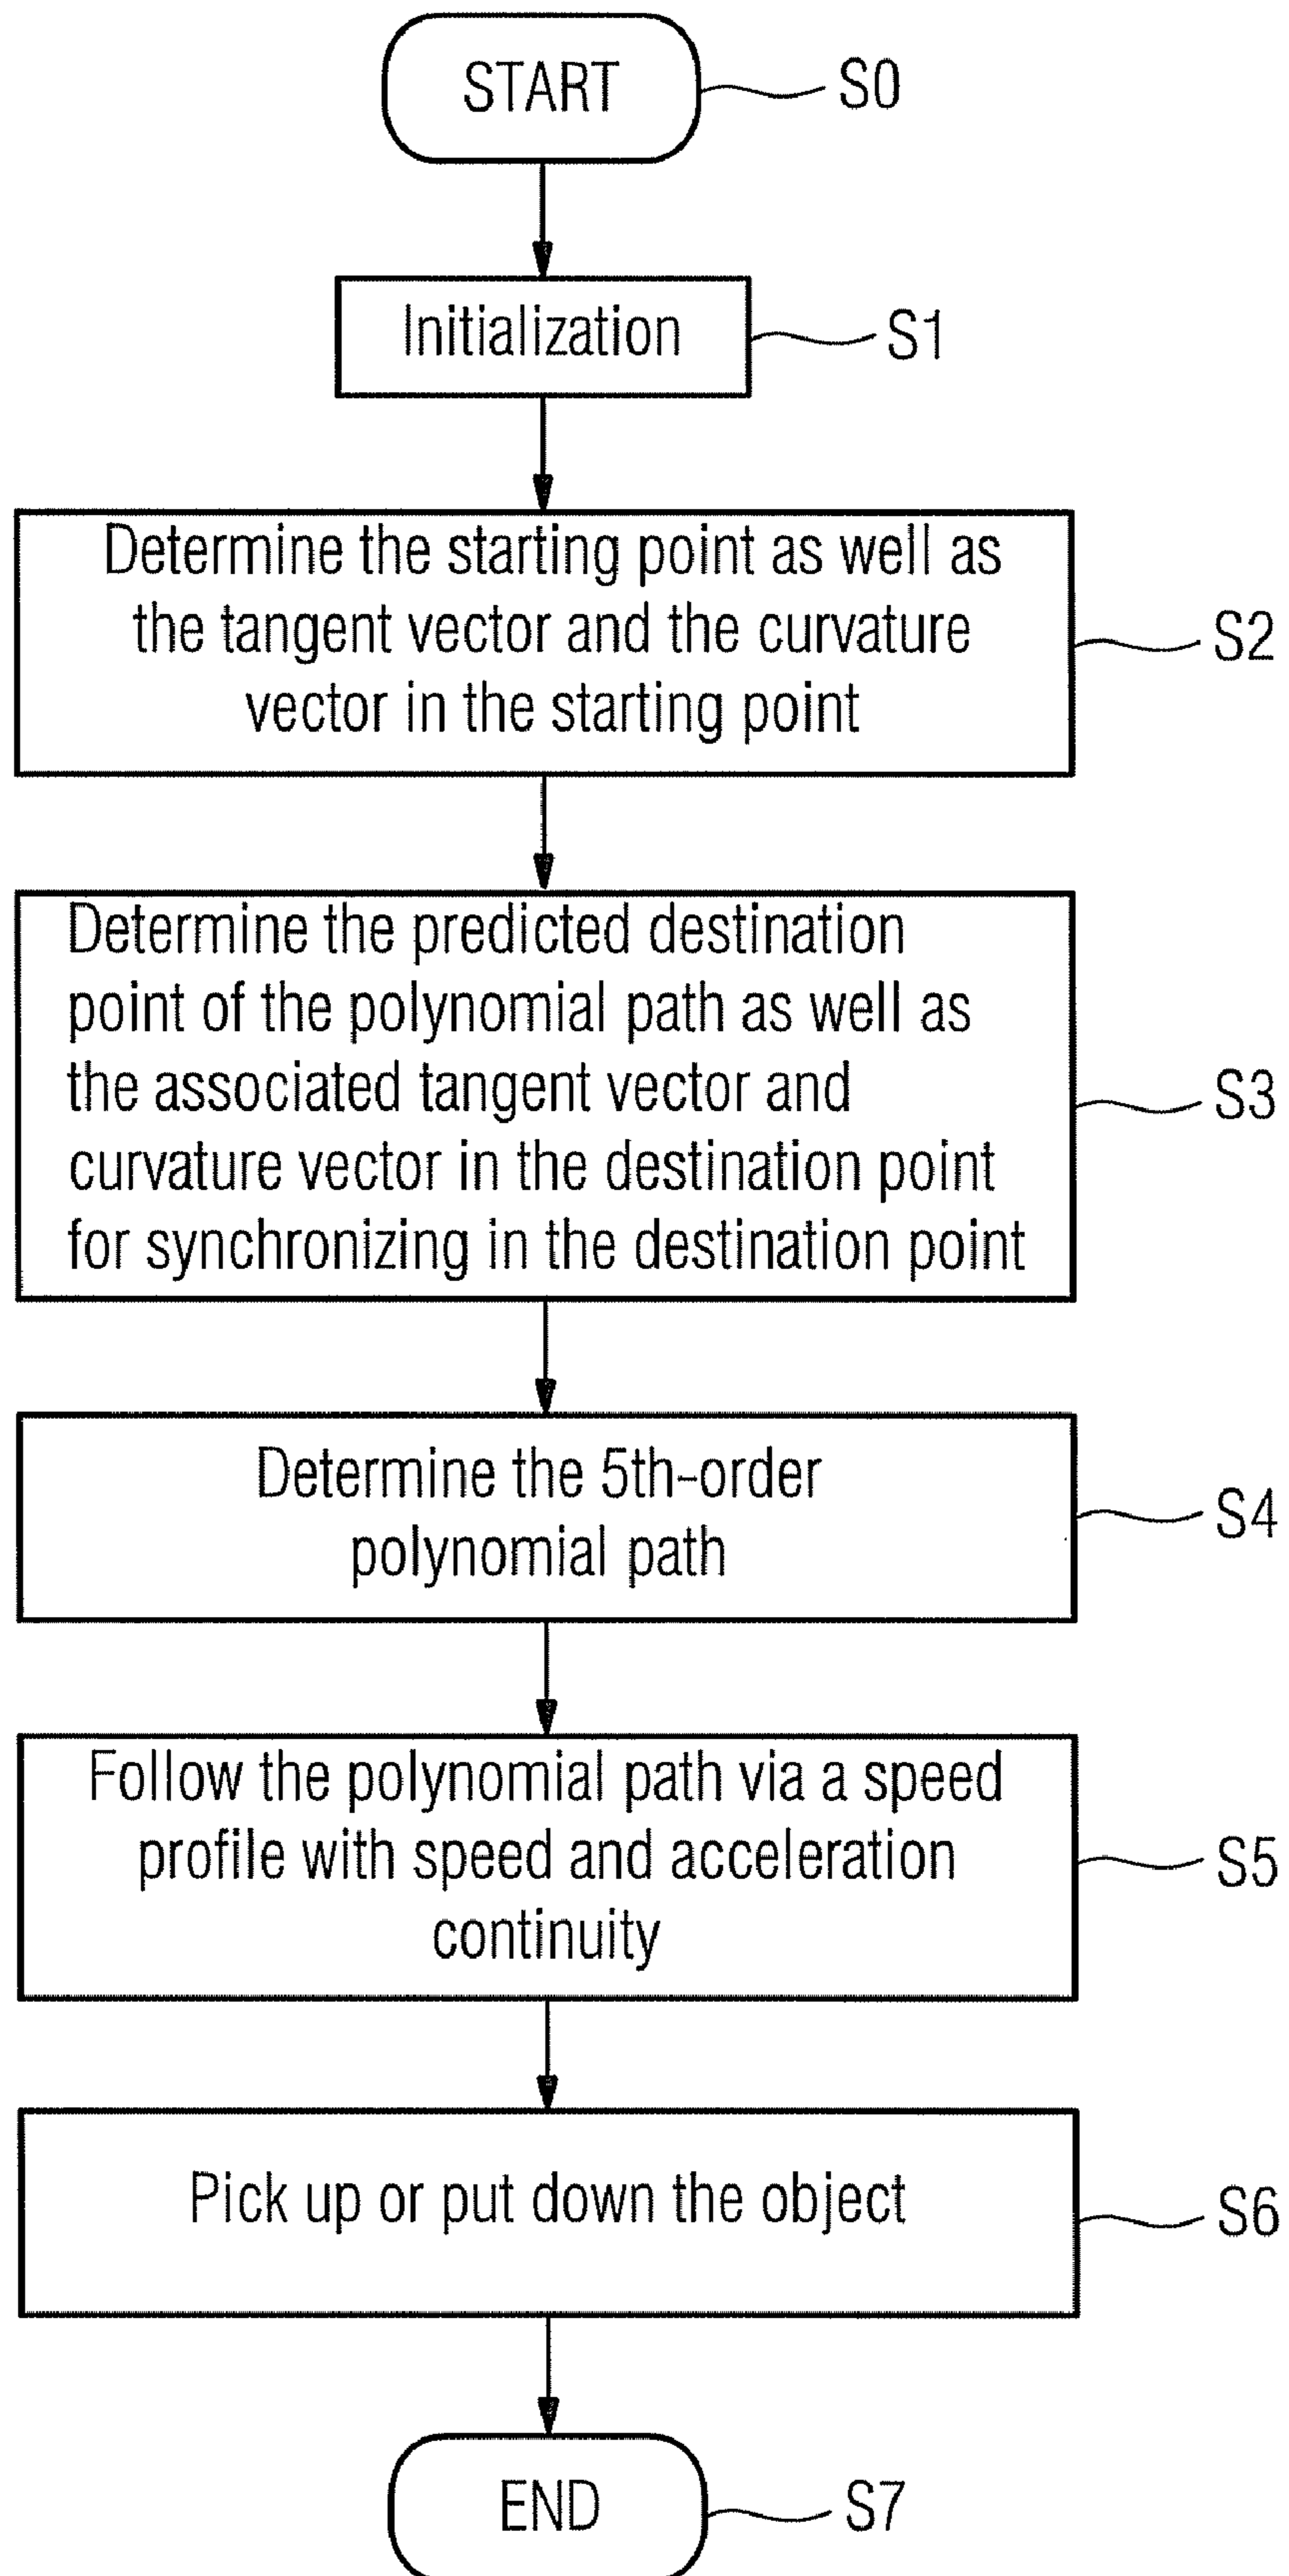 START
S0
Initialization
S1
Determine the starting point as well as
the tangent vector and the curvature
vector in the starting point
S2
Determine the predicted destination
point of the polynomial path as well as
the associated tangent vector and
curvature vector in the destination point
for synchronizing in the destination point
S3
Determine the 5th-order
polynomial path
S4
Follow the polynomial path via a speed
profile with speed and acceleration
continuity
S5
Pick up or put down the object
S6
END
S7